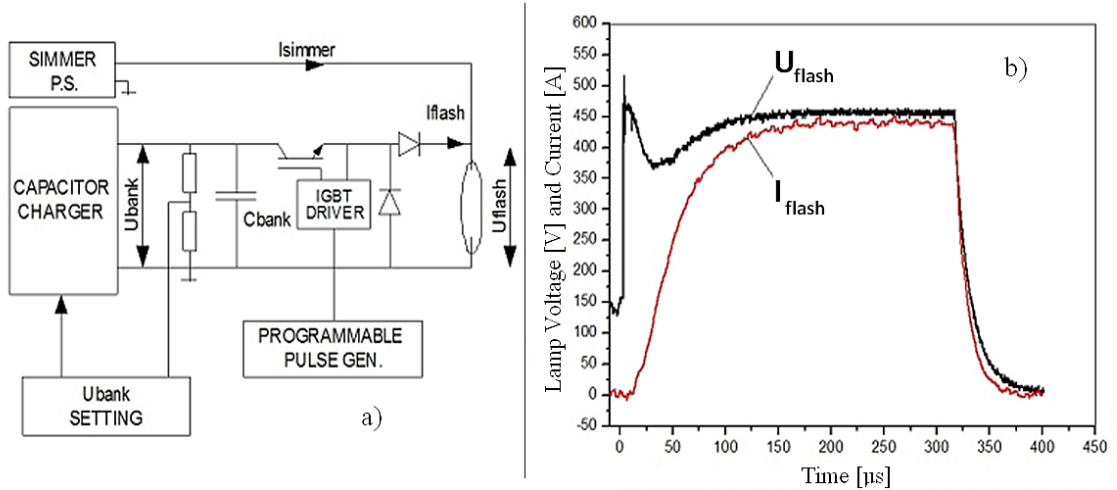 SIMMER
P.S.
Isimmer
Iflash
CAPACITOR
CHARGER
Ubank
Cbank
IGBT
DRIVER
Uflash
PROGRAMMABLE
PULSE GEN.
Ubank
SETTING
a)
b)
Uflash
Iflash
Lamp Voltage [V] and Current [A]
600
550
500
450
400
350
300
250
200
150
100
50
0
-50
0 50 100 150 200 250 300 350 400 450
Time [µs]